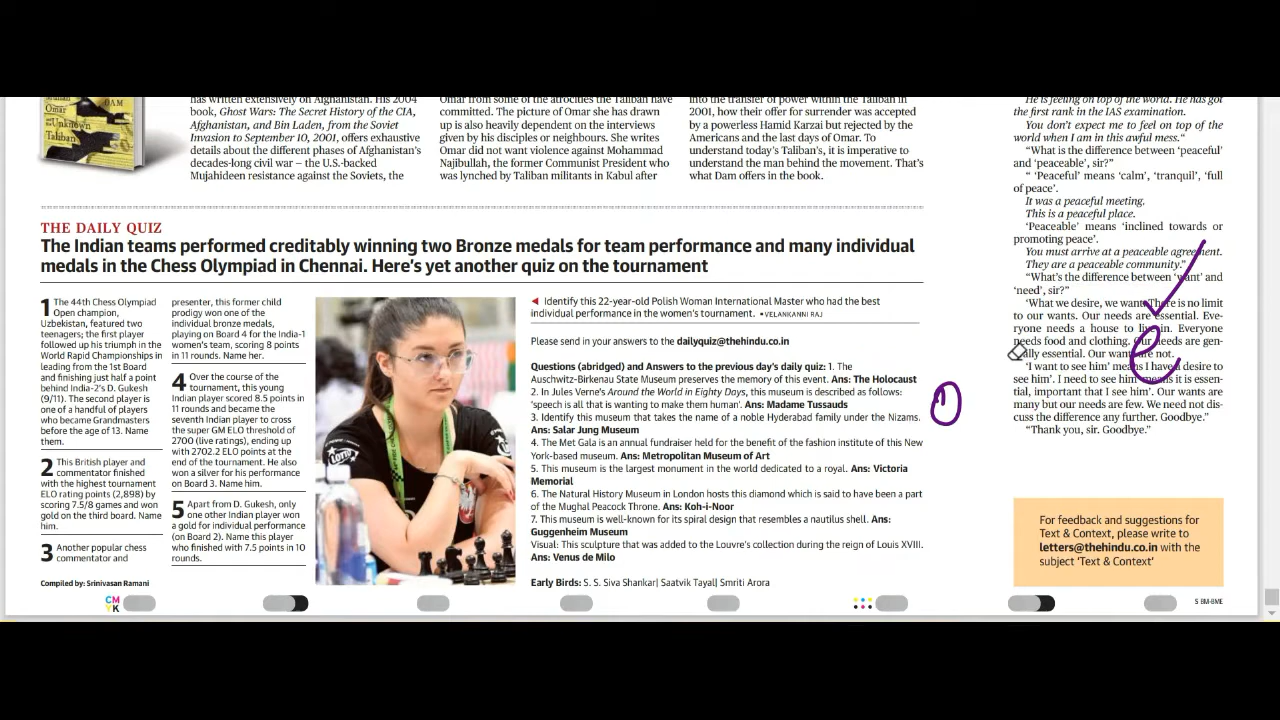 Omar
DAM
Unknown
Taliban
has written extensively on Afghanistan. His 2004
book, Ghost Wars: The Secret History of the CIA,
Afghanistan, and Bin Laden, from the Soviet
Invasion to September 10, 2001, offers exhaustive
details about the different phases of Afghanistan's
decades-long civil war – the U.S.-backed
Mujahideen resistance against the Soviets, the
Omar from some of the atrocities the Taliban have
committed. The picture of Omar she has drawn
up is also heavily dependent on the interviews
given by his disciples or neighbours. She writes
Omar did not want violence against Mohammad
Najibullah, the former Communist President who
was lynched by Taliban militants in Kabul after
into the transfer of power within the Taliban in
2001, how their offer for surrender was accepted
by a powerless Hamid Karzai but rejected by the
Americans and the last days of Omar. To
understand today's Taliban's, it is imperative to
understand the man behind the movement. That's
what Dam offers in the book.
THE DAILY QUIZ
The Indian teams performed creditably winning two Bronze medals for team performance and many individual
medals in the Chess Olympiad in Chennai. Here's yet another quiz on the tournament
1 The 44th Chess Olympiad
Open champion,
Uzbekistan, featured two
teenagers; the first player
followed up his triumph in the
World Rapid Championships in
leading from the 1st Board
and finishing just half a point
behind India-2's D. Gukesh
(9/11). The second player is
one of a handful of players
who became Grandmasters
before the age of 13. Name
them.
2 This British player and
commentator finished
with the highest tournament
ELO rating points (2,898) by
scoring 7.5/8 games and won
gold on the third board. Name
him.
3 Another popular chess
commentator and
Compiled by: Srinivasan Ramani
presenter, this former child
prodigy won one of the
individual bronze medals,
playing on Board 4 for the India-1
women's team, scoring 8 points
in 11 rounds. Name her.
4 Over the course of the
tournament, this young
Indian player scored 8.5 points in
11 rounds and became the
seventh Indian player to cross
the super GM ELO threshold of
2700 (live ratings), ending up
with 2702.2 ELO points at the
end of the tournament. He also
won a silver for his performance
on Board 3. Name him.
5 Apart from D. Gukesh, only
one other Indian player won
a gold for individual performance
(on Board 2). Name this player
who finished with 7.5 points in 10
rounds.
LOTTO
◄ Identify this 22-year-old Polish Woman International Master who had the best
individual performance in the women's tournament. •VELANKANNI RAJ
Please send in your answers to the dailyquiz@thehindu.co.in
Questions (abridged) and Answers to the previous day's daily quiz: 1. The
Auschwitz-Birkenau State Museum preserves the memory of this event. Ans: The Holocaust
2. In Jules Verne's Around the World in Eighty Days, this museum is described as follows:
'speech is all that is wanting to make them human'. Ans: Madame Tussauds
3. Identify this museum that takes the name of a noble Hyderabad family under the Nizams.
Ans: Salar Jung Museum
4. The Met Gala is an annual fundraiser held for the benefit of the fashion institute of this New
York-based museum. Ans: Metropolitan Museum of Art
5. This museum is the largest monument in the world dedicated to a royal. Ans: Victoria
Memorial
6. The Natural History Museum in London hosts this diamond which is said to have been a part
of the Mughal Peacock Throne. Ans: Koh-i-Noor
7. This museum is well-known for its spiral design that resembles a nautilus shell. Ans:
Guggenheim Museum
Visual: This sculpture that was added to the Louvre's collection during the reign of Louis XVIII.
Ans: Venus de Milo
Early Birds: S. S. Siva Shankar| Saatvik Tayal| Smriti Arora
He is feeling on top of the world. He has got
the first rank in the IAS examination.
You don't expect me to feel on top of the
world when I am in this awful mess."
"What is the difference between 'peaceful'
and 'peaceable', sir?"
" 'Peaceful' means 'calm', 'tranquil', 'full
of peace'.
It was a peaceful meeting.
This is a peaceful place.
'Peaceable' means 'inclined towards or
promoting peace'.
You must arrive at a peaceable agreement.
They are a peaceable community."
"What's the difference between 'want' and
'need', sir?"
'What we desire, we want. There is no limit
to our wants. Our needs are essential. Eve-
ryone needs a house to live in. Everyone
needs food and clothing. Our needs are gen-
erally essential. Our wants are not.
'I want to see him' means I have a desire to
see him'. I need to see him' means it is essen-
tial, important that I see him'. Our wants are
many but our needs are few. We need not dis-
cuss the difference any further. Goodbye."
"Thank you, sir. Goodbye."
For feedback and suggestions for
Text & Context, please write to
letters@thehindu.co.in with the
subject 'Text & Context'
CM
YK
5 BM-BME